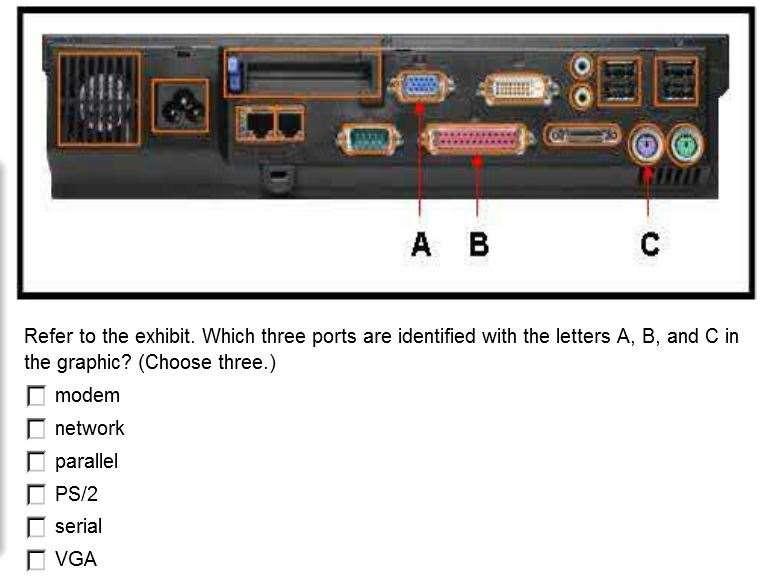 A B C
Refer to the exhibit. Which three ports are identified with the letters A, B, and C in
the graphic? (Choose three.)
modem
network
parallel
PS/2
serial
VGA